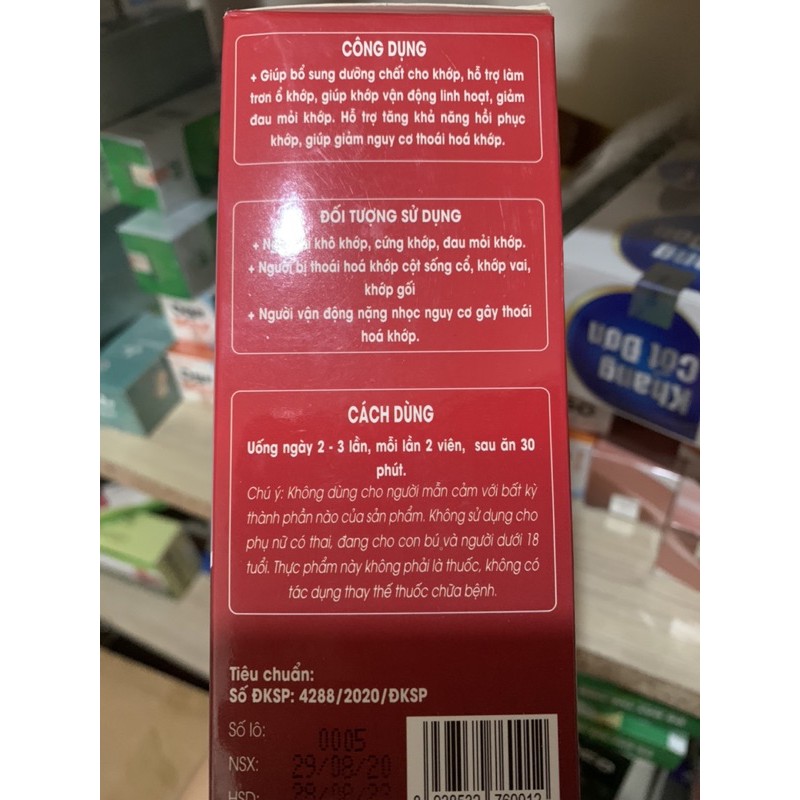 CÔNG DỤNG
+ Giúp bổ sung dưỡng chất cho khớp, hỗ trợ làm
trơn ổ khớp, giúp khớp vận động linh hoạt, giảm
đau mỏi khớp. Hỗ trợ tăng khả năng hồi phục
khớp, giúp giảm nguy cơ thoái hoá khớp.
ĐỐI TƯỢNG SỬ DỤNG
+ khô khớp, cứng khớp, đau mỏi khớp.
+ Người bị thoái hoá khớp cột sống cổ, khớp vai,
khớp gối
+ Người vận động nặng nhọc nguy cơ gây thoái
hoá khớp.
CÁCH DÙNG
Uống ngày 2 - 3 lần, mỗi lần 2 viên, sau ăn 30
phút.
Chú ý: Không dùng cho người mẫn cảm với bất kỳ
thành phần nào của sản phẩm. Không sử dụng cho
phụ nữ có thai, đang cho con bú và người dưới 18
tuổi. Thực phẩm này không phải là thuốc, không có
tác dụng thay thế thuốc chữa bệnh.
Tiêu chuẩn:
Số ĐKSP: 4288/2020/ĐKSP
Số lô: 0005
NSX: 29/08/20
HSD: 28/08/23
Khang
Cốt Đan